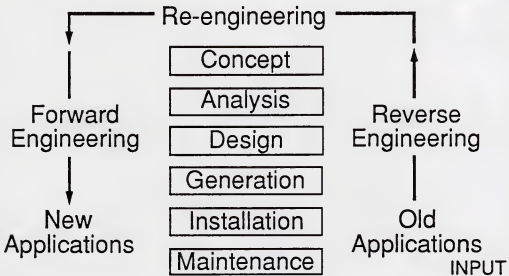 Re-engineering
Concept
Analysis
Design
Generation
Installation
Maintenance
Forward
Engineering
New
Applications
Reverse
Engineering
Old
Applications
INPUT